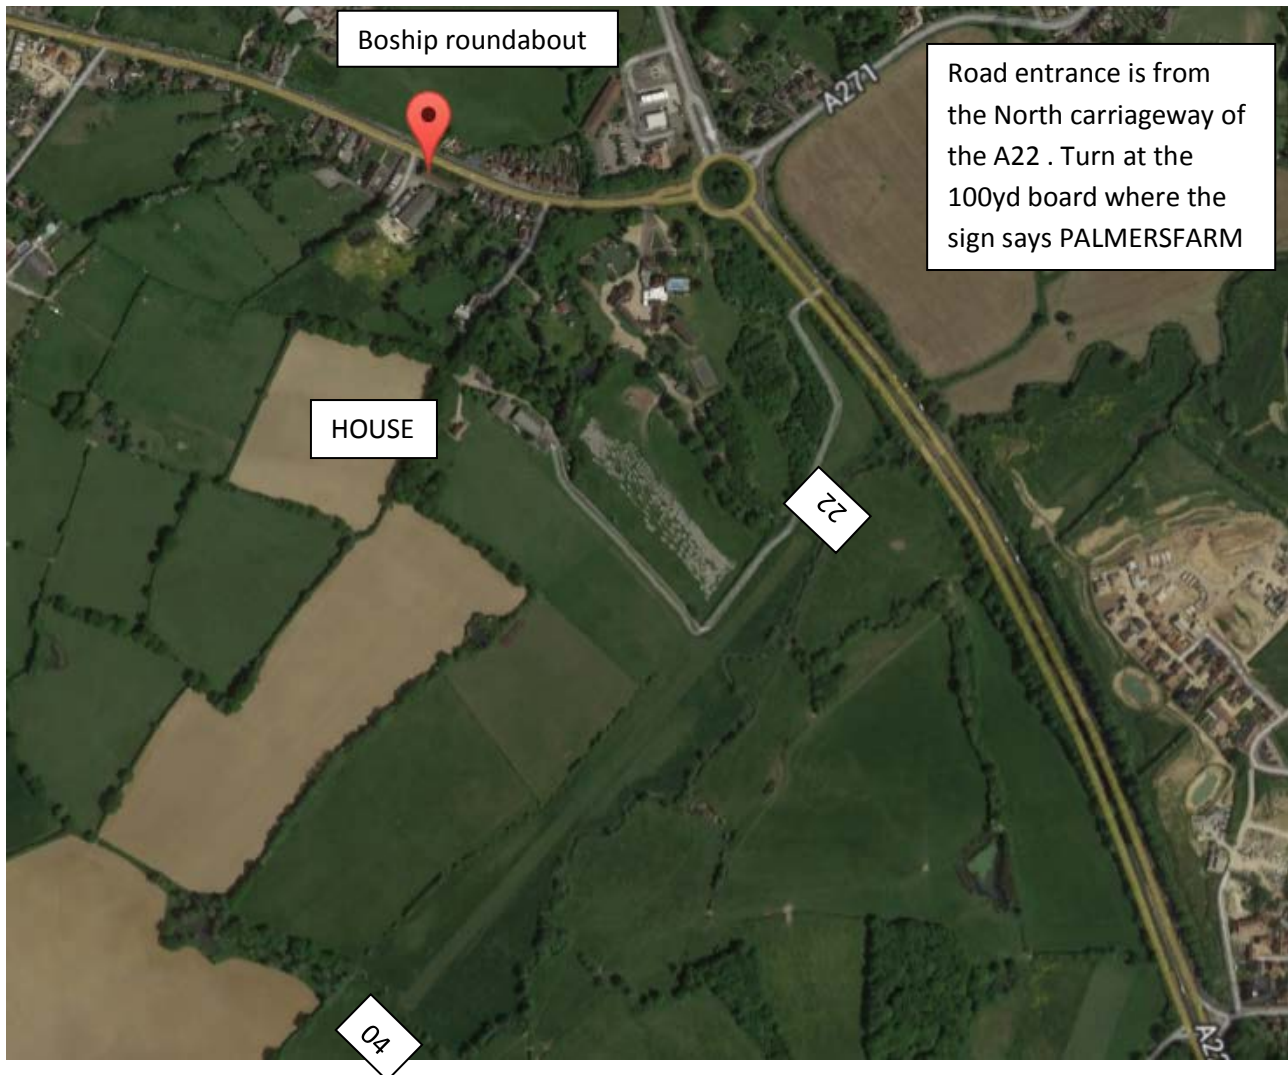 Boship roundabout
Road entrance is from
the North carriageway of
the A22 . Turn at the
100yd board where the
sign says PALMERSFARM
A271
HOUSE
22
04